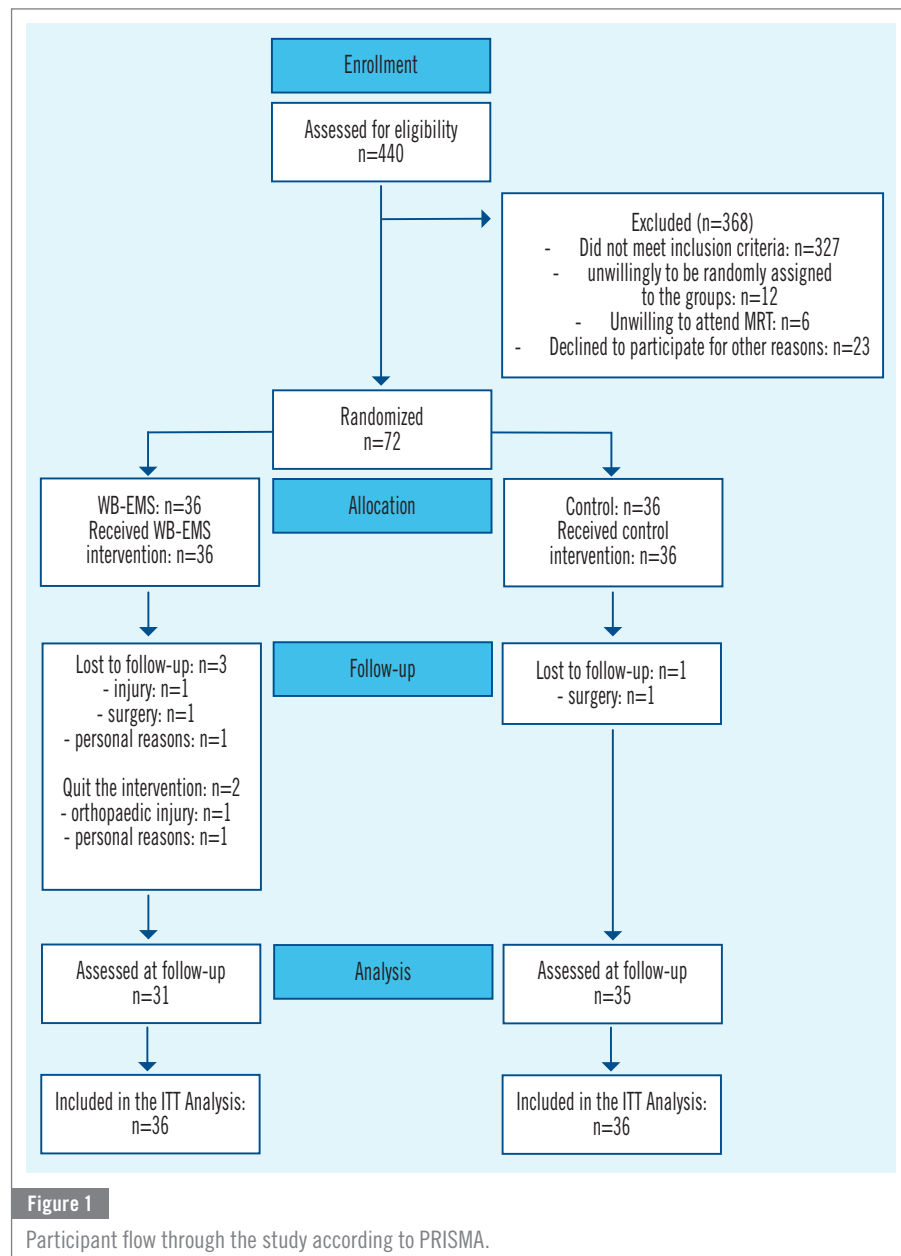 Enrollment
Assessed for eligibility
n=440
Excluded (n=368)
- Did not meet inclusion criteria: n=327
- unwillingly to be randomly assigned
to the groups: n=12
- Unwilling to attend MRT: n=6
- Declined to participate for other reasons: n=23
Randomized
n=72
WB-EMS: n=36
Received WB-EMS
intervention: n=36
Allocation
Control: n=36
Received control
intervention: n=36
Lost to follow-up: n=3
- injury: n=1
- surgery: n=1
- personal reasons: n=1
Quit the intervention: n=2
- orthopaedic injury: n=1
- personal reasons: n=1
Follow-up
Lost to follow-up: n=1
- surgery: n=1
Assessed at follow-up
n=31
Analysis
Assessed at follow-up
n=35
Included in the ITT Analysis:
n=36
Included in the ITT Analysis:
n=36
Figure 1
Participant flow through the study according to PRISMA.